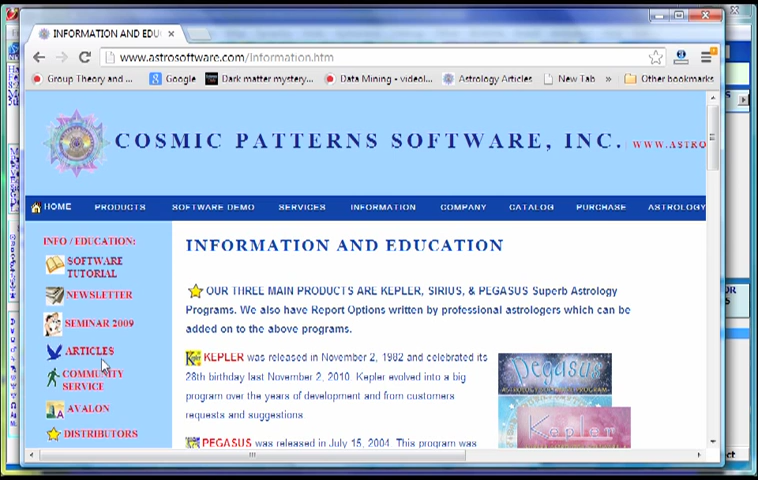 INFORMATION AND EDU
www.astrosoftware.com/information.htm
Group Theory and ... Google Dark matter mystery... Data Mining - videol... Astrology Articles New Tab » Other bookmarks
COSMIC PATTERNS SOFTWARE, INC. WWW.ASTRO
HOME PRODUCTS SOFTWARE DEMO SERVICES INFORMATION COMPANY CATALOG PURCHASE ASTROLOGY
INFO / EDUCATION:
SOFTWARE
TUTORIAL
NEWSLETTER
SEMINAR 2009
ARTICLES
COMMUNITY
SERVICE
AVALON
DISTRIBUTORS
INFORMATION AND EDUCATION
OUR THREE MAIN PRODUCTS ARE KEPLER, SIRIUS, & PEGASUS Superb Astrology
Programs. We also have Report Options written by professional astrologers which can be
added on to the above programs.
KEPLER was released in November 2, 1982 and celebrated its
28th birthday last November 2, 2010. Kepler evolved into a big
program over the years of development and from customers
requests and suggestions
PEGASUS was released in July 15, 2004. This program was
Pegasus
Kepler